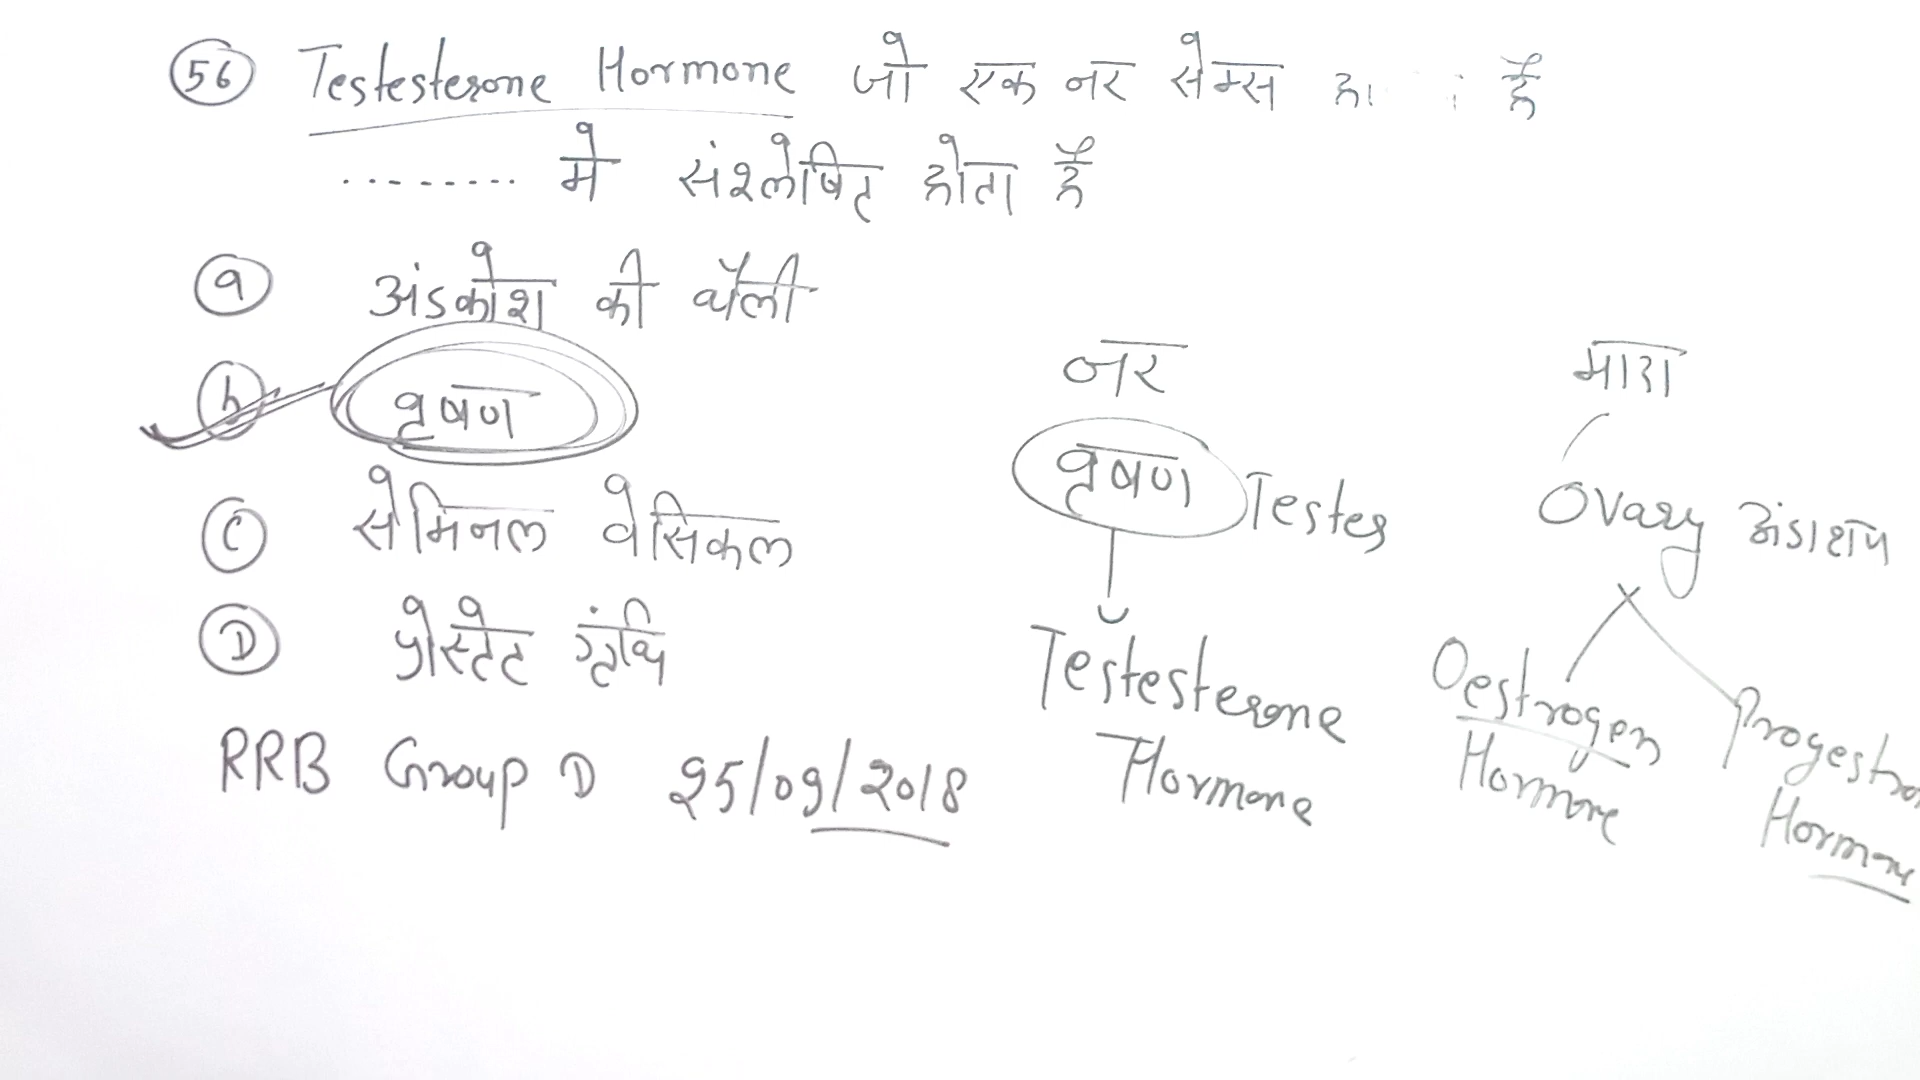 56 Testesterone Hormone जो एक नर सेक्स है
......... मे संश्लेषित होता है
a अंडकोश की थैली
b वृषण
C सेमिनल वेसिकल
D प्रोस्टेट ग्रंथि
RRB Group D 25/09/2018
नर
वृषण Testes
Testesterone
Hormone
मादा
Ovary अंडाशय
Oestrogen
Hormone
Progestro
Hormone